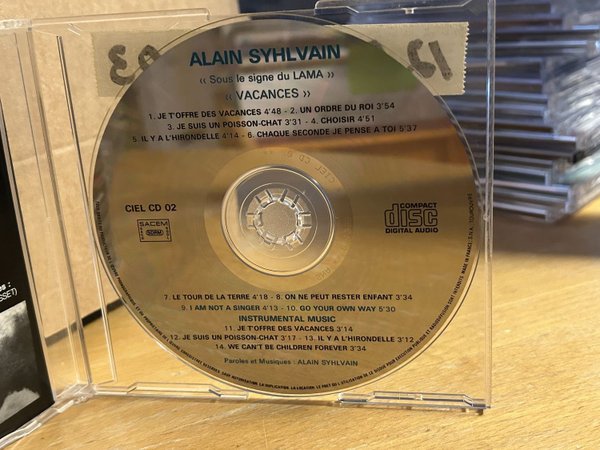 ALAIN SYHLVAIN
‹‹ Sous le signe du LAMA ››
‹‹ VACANCES ››
1. JE T'OFFRE DES VACANCES 4'48 - 2. UN ORDRE DU ROI 3'54
3. JE SUIS UN POISSON-CHAT 3'31 - 4. CHOISIR 4'51
5. IL Y A L'HIRONDELLE 4'14 - 6. CHAQUE SECONDE JE PENSE A TOI 5'37
CIEL CD 02
SACEM
SDRM
COMPACT
disc
DIGITAL AUDIO
7. LE TOUR DE LA TERRE 4'18 - 8. ON NE PEUT RESTER ENFANT 3'34
9. I AM NOT A SINGER 4'13 - 10. GO YOUR OWN WAY 5'30
INSTRUMENTAL MUSIC
11. JE T'OFFRE DES VACANCES 3'14
12. JE SUIS UN POISSON-CHAT 3'17 - 13. IL Y A L'HIRONDELLE 3'12
14. WE CAN'T BE CHILDREN FOREVER 3'34
Paroles et Musiques : ALAIN SYHLVAIN